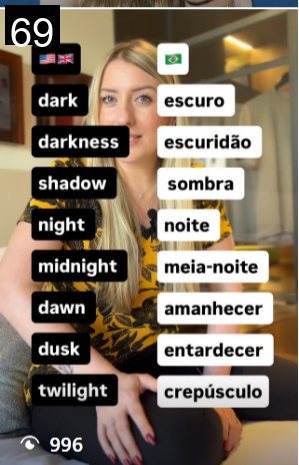 69
dark escuro
darkness escuridão
shadow sombra
night noite
midnight meia-noite
dawn amanhecer
dusk entardecer
twilight crepúsculo
996